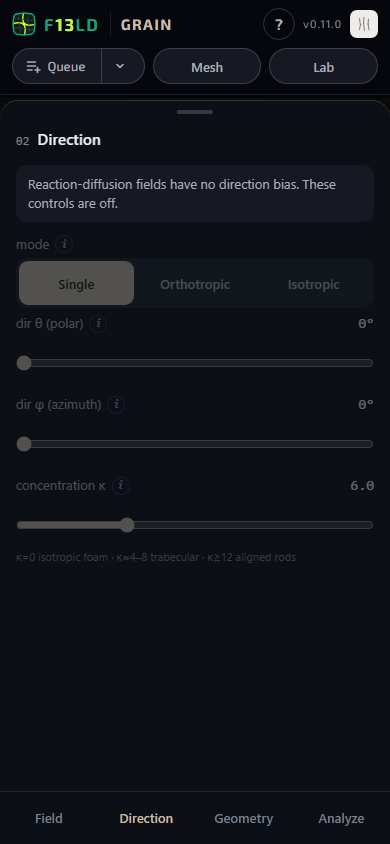 F13LD GRAIN ? v0.11.0
Queue Mesh Lab
02 Direction
Reaction-diffusion fields have no direction bias. These
controls are off.
mode i
Single Orthotropic Isotropic
dir θ (polar) i 0°
dir φ (azimuth) i 0°
concentration κ i 6.0
κ=0 isotropic foam · κ≈4–8 trabecular · κ≥12 aligned rods
Field Direction Geometry Analyze